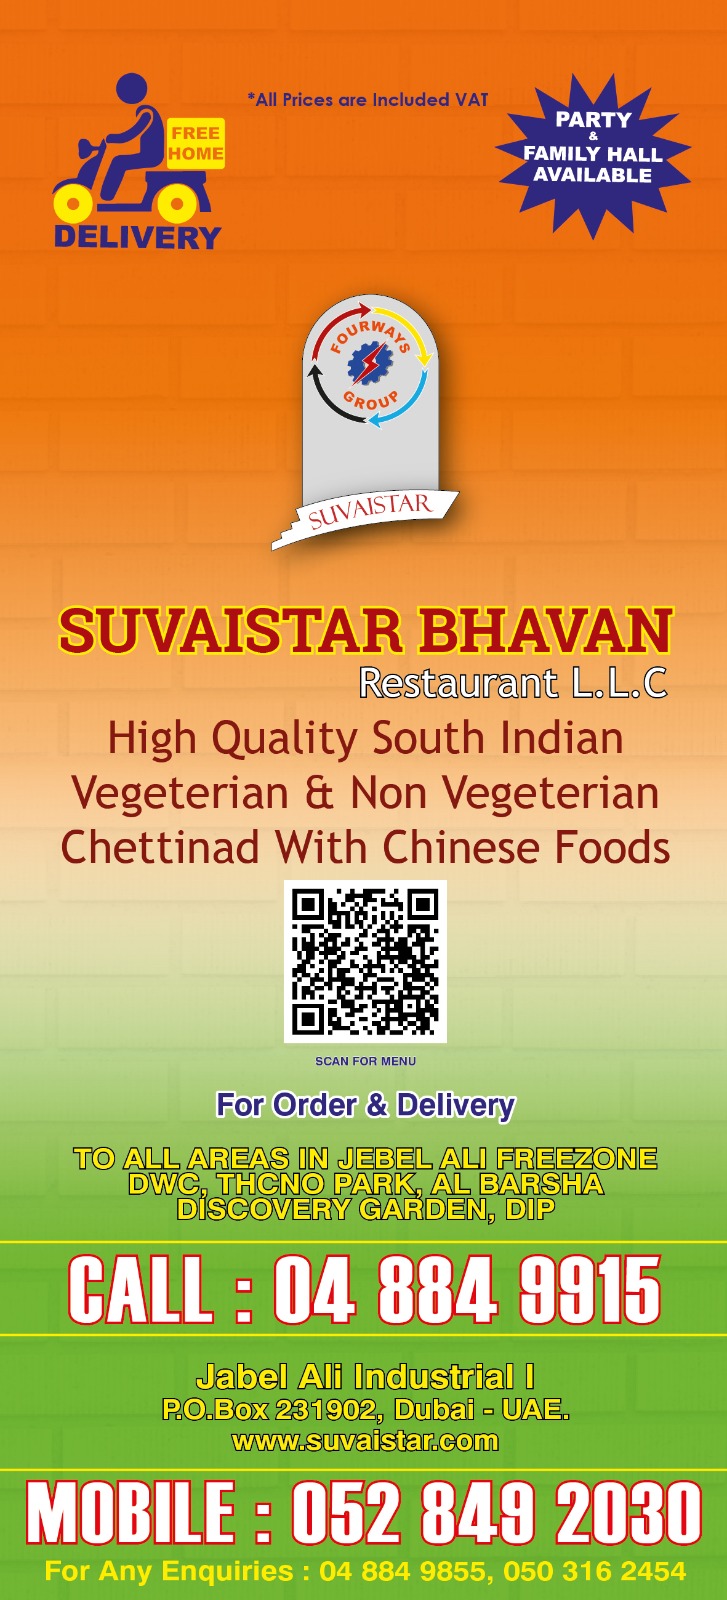 *All Prices are Included VAT
FREE
HOME
DELIVERY
PARTY
&
FAMILY HALL
AVAILABLE
FOURWAYS
GROUP
SUVAISTAR
SUVAISTAR BHAVAN
Restaurant L.L.C
High Quality South Indian
Vegeterian & Non Vegeterian
Chettinad With Chinese Foods
SCAN FOR MENU
For Order & Delivery
TO ALL AREAS IN JEBEL ALI FREEZONE
DWC, THCNO PARK, AL BARSHA
DISCOVERY GARDEN, DIP
CALL : 04 884 9915
Jabel Ali Industrial I
P.O.Box 231902, Dubai - UAE.
www.suvaistar.com
MOBILE : 052 849 2030
For Any Enquiries : 04 884 9855, 050 316 2454